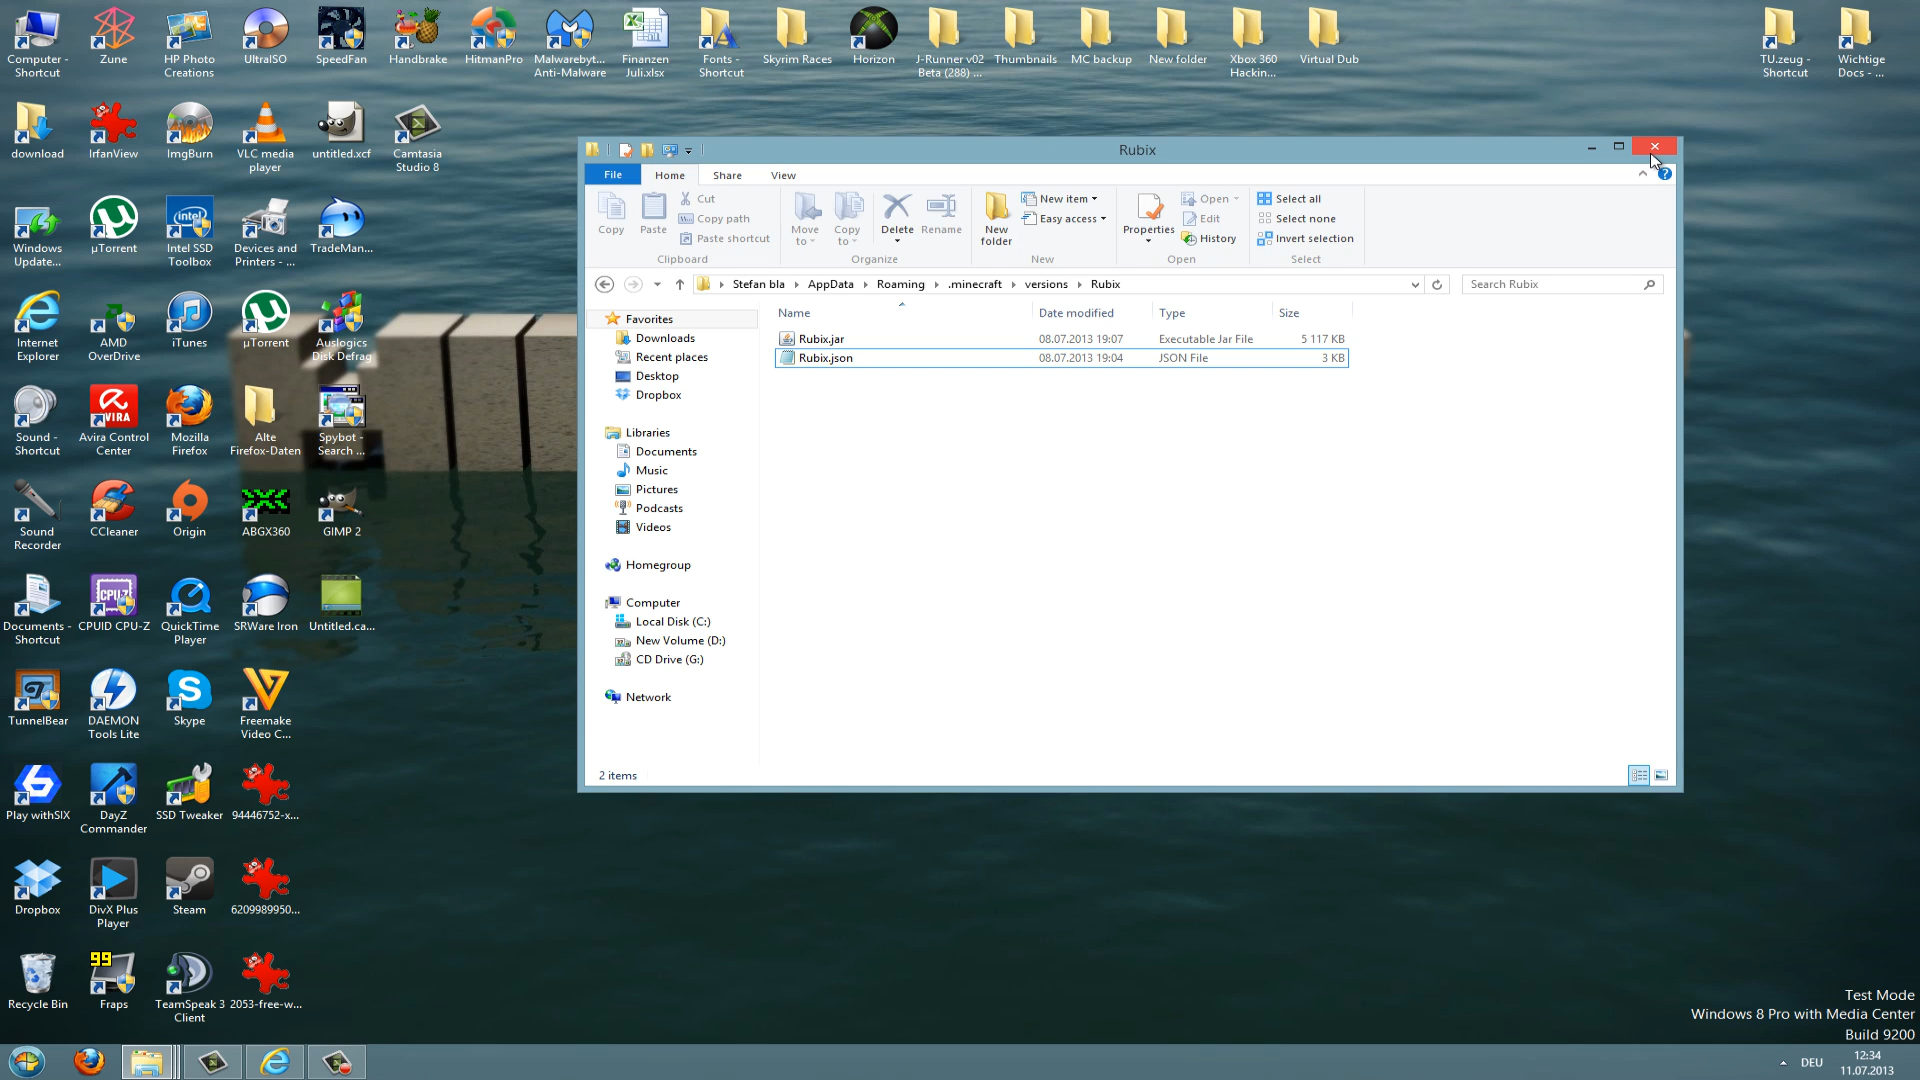 Computer -
Shortcut
Zune
HP Photo
Creations
UltraISO
SpeedFan
Handbrake
HitmanPro
Malwarebyt...
Anti-Malware
Finanzen
Juli.xlsx
Fonts -
Shortcut
Skyrim Races
Horizon
J-Runner v02
Beta (288) ...
Thumbnails
MC backup
New folder
Xbox 360
Hackin...
Virtual Dub
TU.zeug -
Shortcut
Wichtige
Docs - ...
download
IrfanView
ImgBurn
VLC media
player
untitled.xcf
Camtasia
Studio 8
Windows
Update...
µTorrent
intel
Intel SSD
Toolbox
Devices and
Printers - ...
TradeMan...
Internet
Explorer
AMD
OverDrive
iTunes
µTorrent
Auslogics
Disk Defrag
Sound -
Shortcut
AVIRA
Avira Control
Center
Mozilla
Firefox
Alte
Firefox-Daten
Spybot -
Search ...
Sound
Recorder
CCleaner
Origin
ABGX360
GIMP 2
Documents -
Shortcut
CPU-Z
CPUID CPU-Z
QuickTime
Player
SRWare Iron
Untitled.ca...
TunnelBear
DAEMON
Tools Lite
Skype
Freemake
Video C...
Play withSIX
DayZ
Commander
SSD Tweaker
94446752-x...
Dropbox
DivX Plus
Player
Steam
6209989950...
Recycle Bin
99
Fraps
TeamSpeak 3
Client
2053-free-w...
Rubix
File
Home
Share
View
Copy
Paste
Cut
Copy path
Paste shortcut
Clipboard
Move
to
Copy
to
Delete
Rename
Organize
New
folder
New item
Easy access
New
Properties
Open
Edit
History
Open
Select all
Select none
Invert selection
Select
Stefan bla
AppData
Roaming
.minecraft
versions
Rubix
Search Rubix
Name
Date modified
Type
Size
Rubix.jar
08.07.2013 19:07
Executable Jar File
5 117 KB
Rubix.json
08.07.2013 19:04
JSON File
3 KB
Favorites
Downloads
Recent places
Desktop
Dropbox
Libraries
Documents
Music
Pictures
Podcasts
Videos
Homegroup
Computer
Local Disk (C:)
New Volume (D:)
CD Drive (G:)
Network
2 items
Test Mode
Windows 8 Pro with Media Center
Build 9200
DEU
12:34
11.07.2013